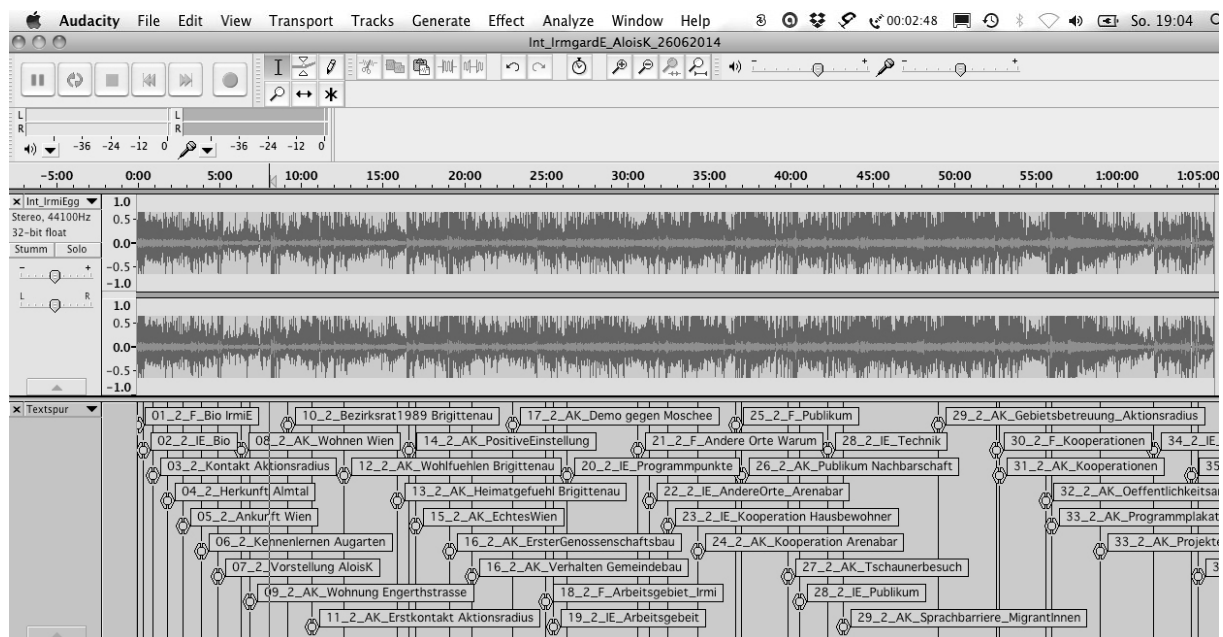 Audacity File Edit View Transport Tracks Generate Effect Analyze Window Help 00:02:48 So. 19:04
Int_IrmgardE_AloisK_26062014
L L
R R
-36 -24 -12 0 -36 -24 -12 0
-5:00 0:00 5:00 10:00 15:00 20:00 25:00 30:00 35:00 40:00 45:00 50:00 55:00 1:00:00 1:05:00
Int_IrmiEgg 1.0
Stereo, 44100Hz 0.5
32-bit float
Stumm Solo 0.0
- + -0.5
L R -1.0
1.0
0.5
0.0
-0.5
-1.0
Textspur
01_2_F_Bio IrmiE 10_2_Bezirksrat1989 Brigittenau 17_2_AK_Demo gegen Moschee 25_2_F_Publikum 29_2_AK_Gebietsbetreuung_Aktionsradius
02_2_IE_Bio 08_2_AK_Wohnen Wien 14_2_AK_PositiveEinstellung 21_2_F_Andere Orte Warum 28_2_IE_Technik 30_2_F_Kooperationen 34_2_IE_
03_2_Kontakt Aktionsradius 12_2_AK_Wohlfuehlen Brigittenau 20_2_IE_Programmpunkte 26_2_AK_Publikum Nachbarschaft 31_2_AK_Kooperationen 35
04_2_Herkunft Almtal 13_2_AK_Heimatgefuehl Brigittenau 22_2_IE_AndereOrte_Arenabar 32_2_AK_Oeffentlichkeitsa
05_2_Ankunft Wien 15_2_AK_EchtesWien 23_2_IE_Kooperation Hausbewohner 33_2_AK_Programmplakat
06_2_Kennenlernen Augarten 16_2_AK_ErsterGenossenschaftsbau 24_2_AK_Kooperation Arenabar 33_2_AK_Projekte
07_2_Vorstellung AloisK 16_2_AK_Verhalten Gemeindebau 27_2_AK_Tschaunerbesuch 3
09_2_AK_Wohnung Engerthstrasse 18_2_F_Arbeitsgebiet_Irmi 28_2_IE_Publikum
11_2_AK_Erstkontakt Aktionsradius 19_2_IE_Arbeitsgebeit 29_2_AK_Sprachbarriere_MigrantInnen